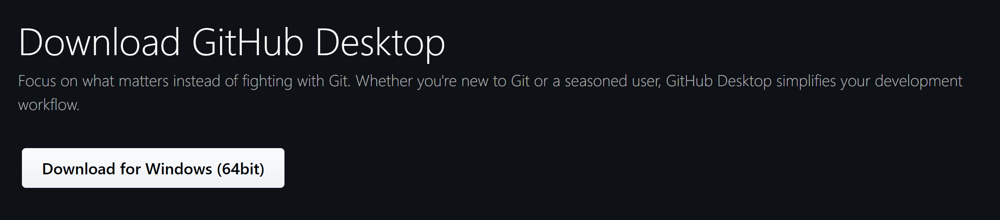 Download GitHub Desktop
Focus on what matters instead of fighting with Git. Whether you're new to Git or a seasoned user, GitHub Desktop simplifies your development
workflow.
Download for Windows (64bit)